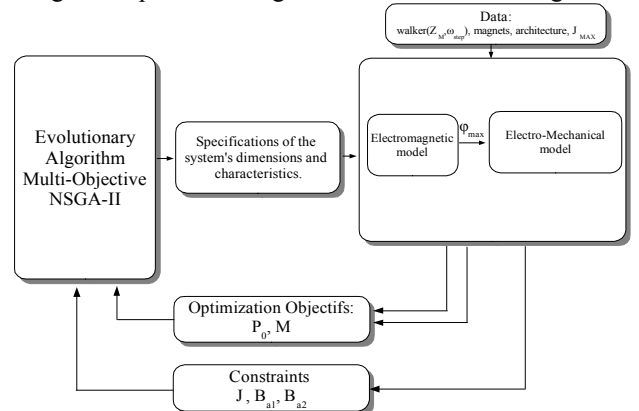 Data:
walker(Z_M,ω_step), magnets, architecture, J_MAX
Evolutionary
Algorithm
Multi-Objective
NSGA-II
Specifications of the
system's dimensions and
characteristics.
Electromagnetic
model
φ_max
Electro-Mechanical
model
Optimization Objectifs:
P_0, M
Constraints
J , B_a1, B_a2